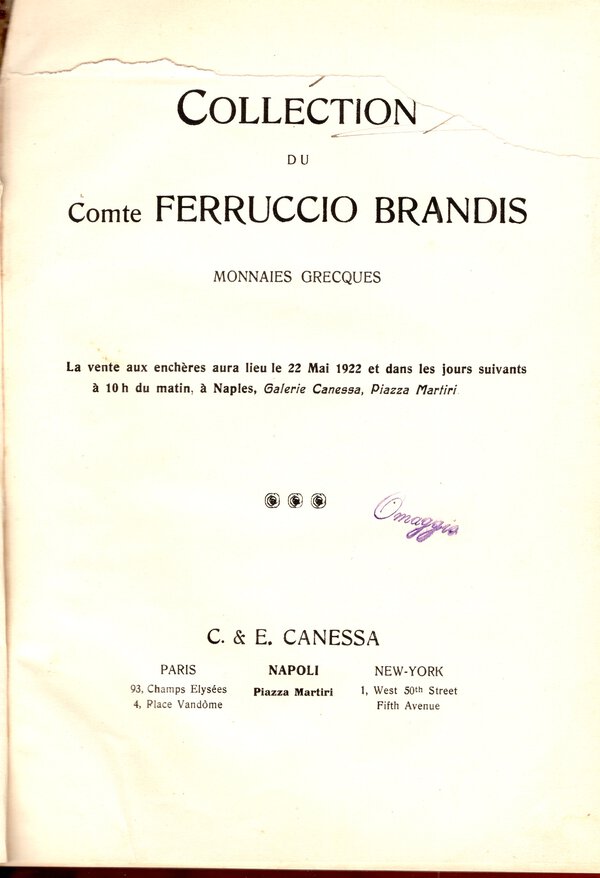 COLLECTION
DU
Comte FERRUCCIO BRANDIS
MONNAIES GRECQUES
La vente aux enchères aura lieu le 22 Mai 1922 et dans les jours suivants
à 10 h du matin, à Naples, Galerie Canessa, Piazza Martiri
Omaggio
C. & E. CANESSA
PARIS
93, Champs Elysées
4, Place Vandôme
NAPOLI
Piazza Martiri
NEW-YORK
1, West 50th Street
Fifth Avenue